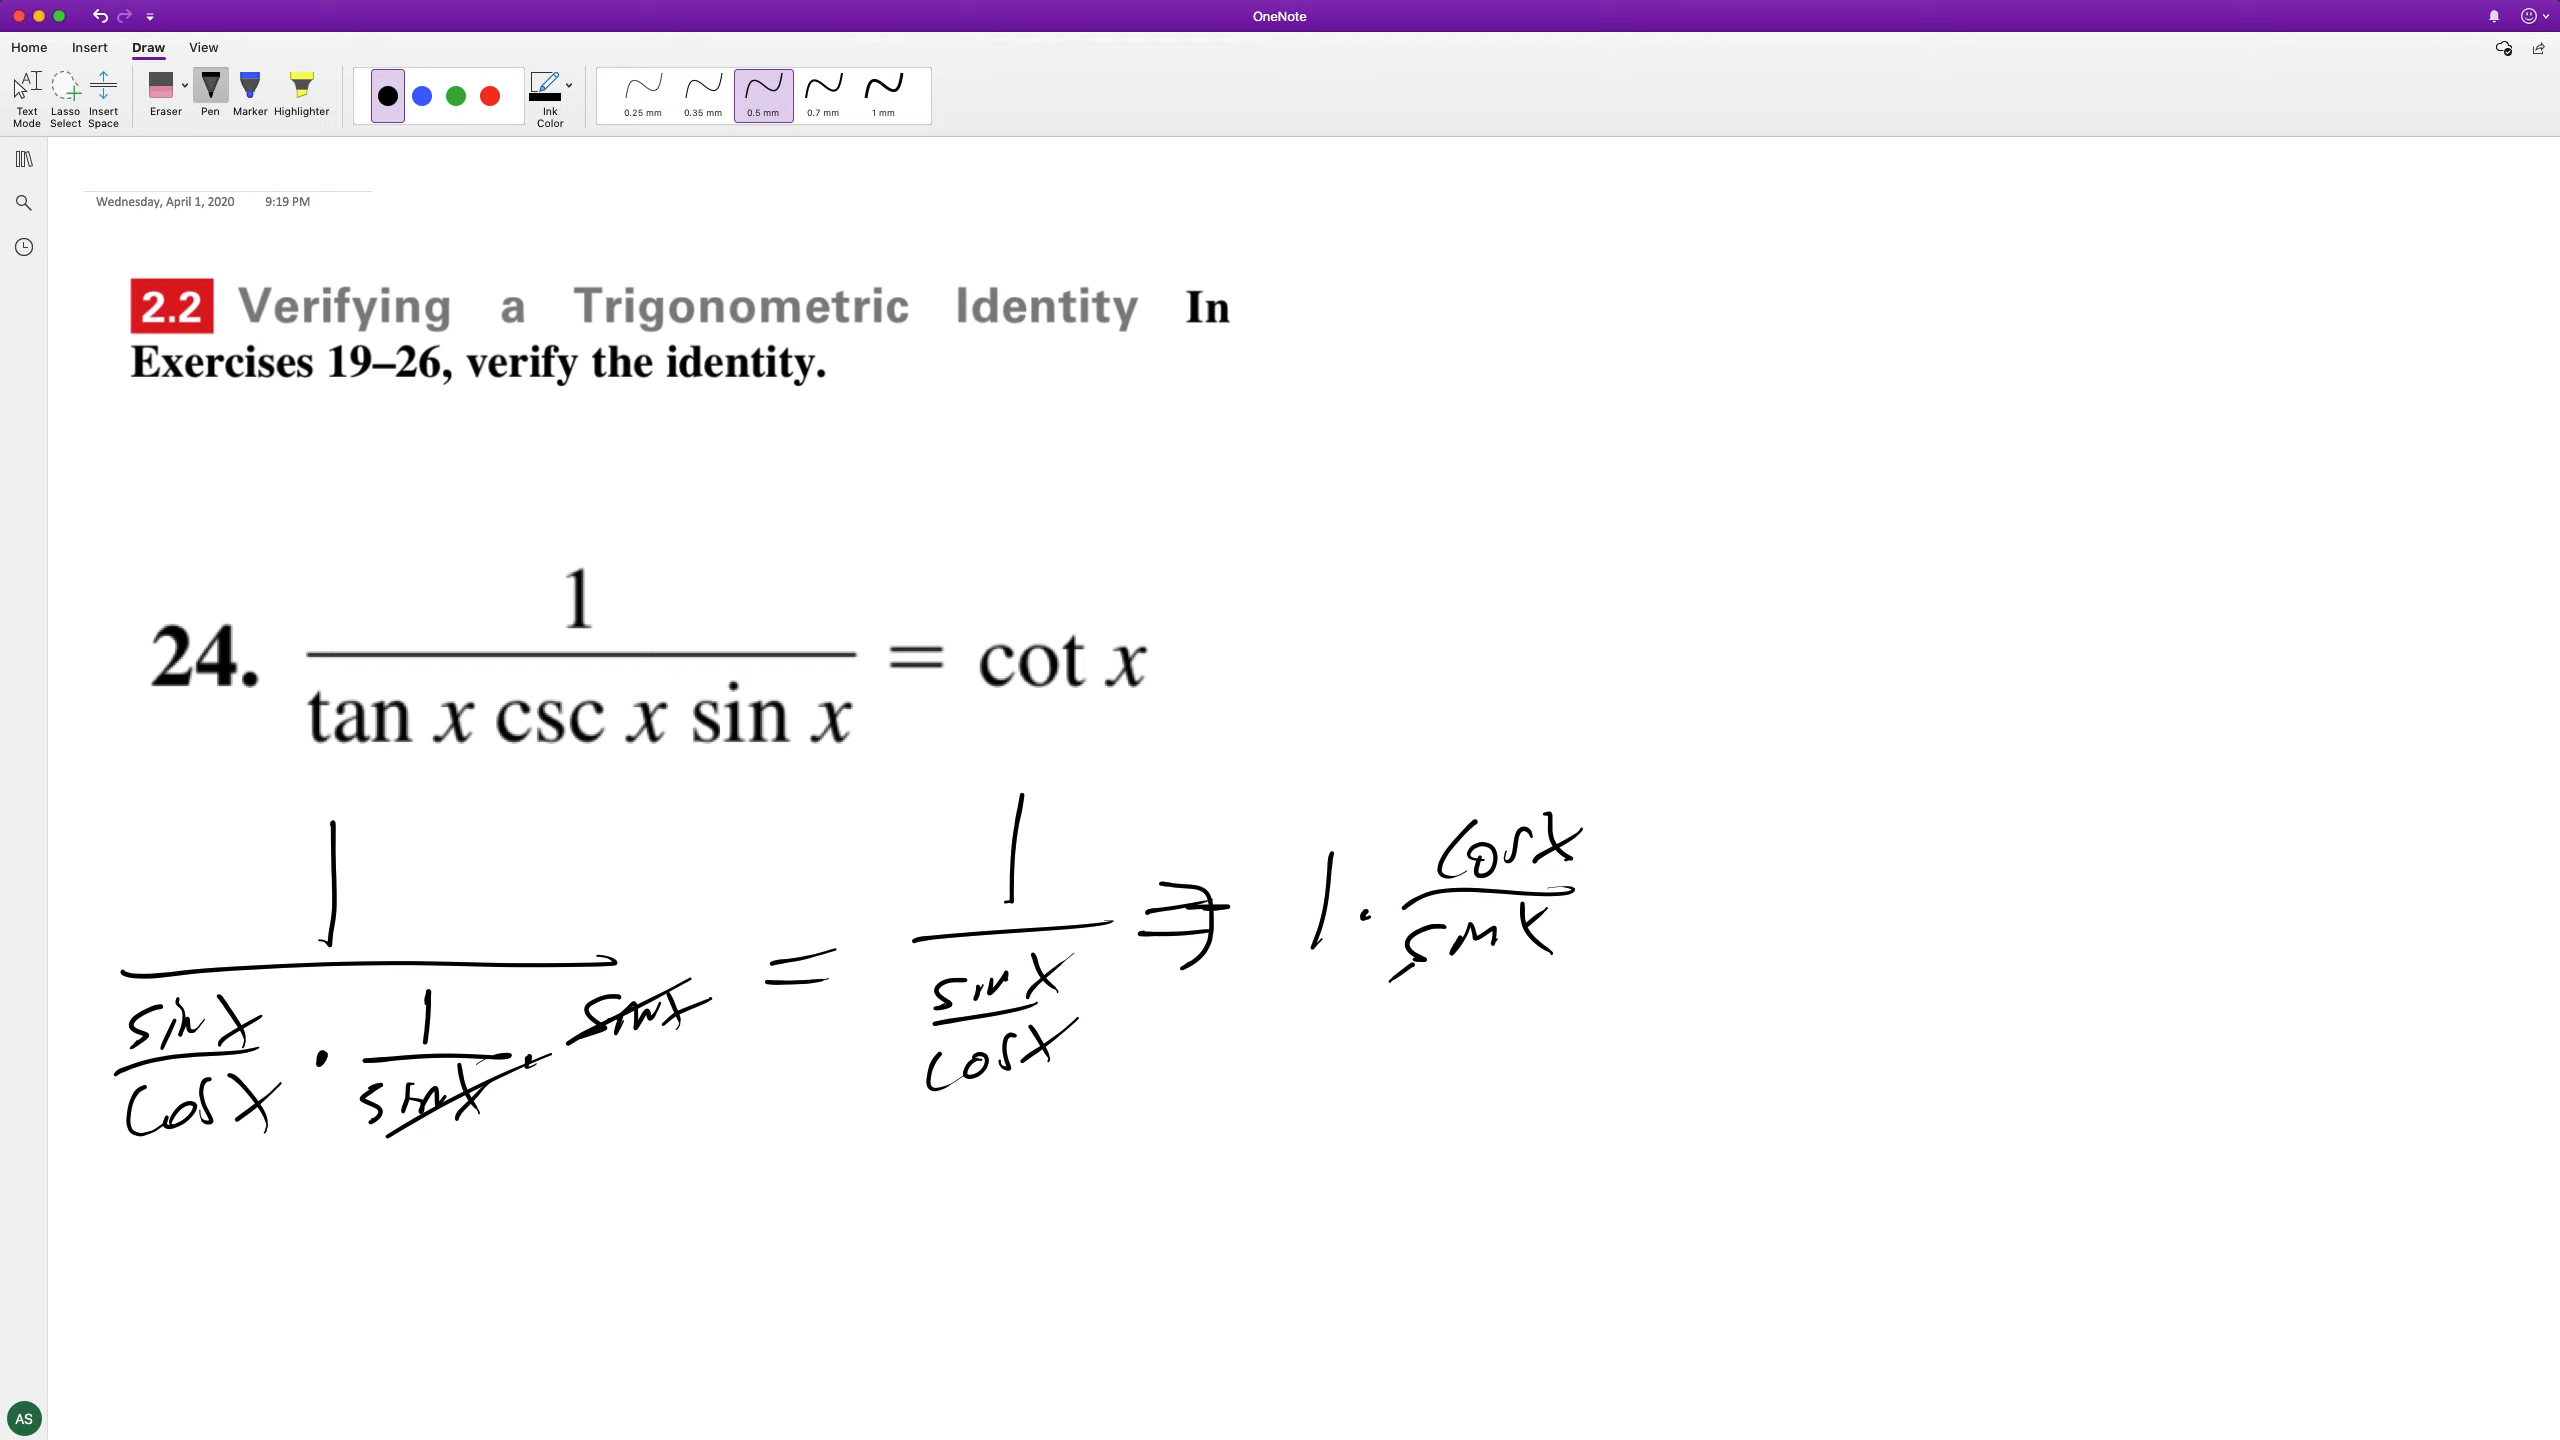 OneNote
Home Insert Draw View
Text Mode Lasso Select Insert Space Eraser Pen Marker Highlighter Ink Color 0.25 mm 0.35 mm 0.5 mm 0.7 mm 1 mm
Wednesday, April 1, 2020 9:19 PM
2.2 Verifying a Trigonometric Identity In
Exercises 19–26, verify the identity.
24. 1 / (tan x csc x sin x) = cot x
1 / (sin x / cos x · 1 / sin x · sin x) = 1 / (sin x / cos x) ⇒ 1 · cos x / sin x
AS